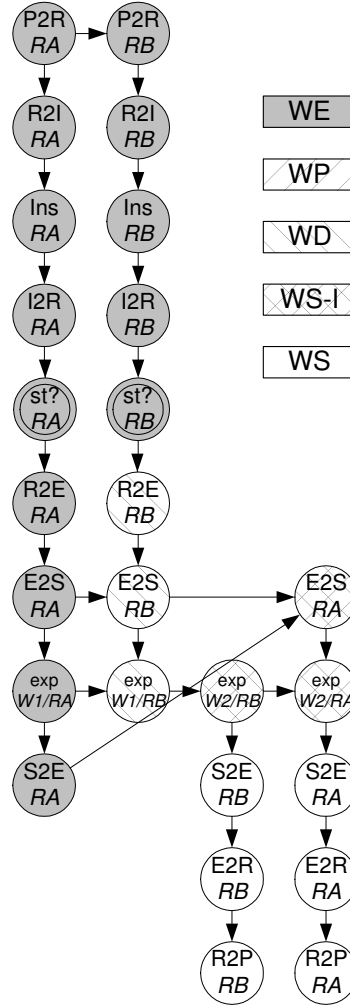 P2R
RA
P2R
RB
R2I
RA
R2I
RB
WE
Ins
RA
Ins
RB
WP
WD
I2R
RA
I2R
RB
WS-I
WS
st?
RA
st?
RB
R2E
RA
R2E
RB
E2S
RA
E2S
RB
E2S
RA
exp
W1/RA
exp
W1/RB
exp
W2/RB
exp
W2/RA
S2E
RA
S2E
RB
S2E
RA
E2R
RB
E2R
RA
R2P
RB
R2P
RA